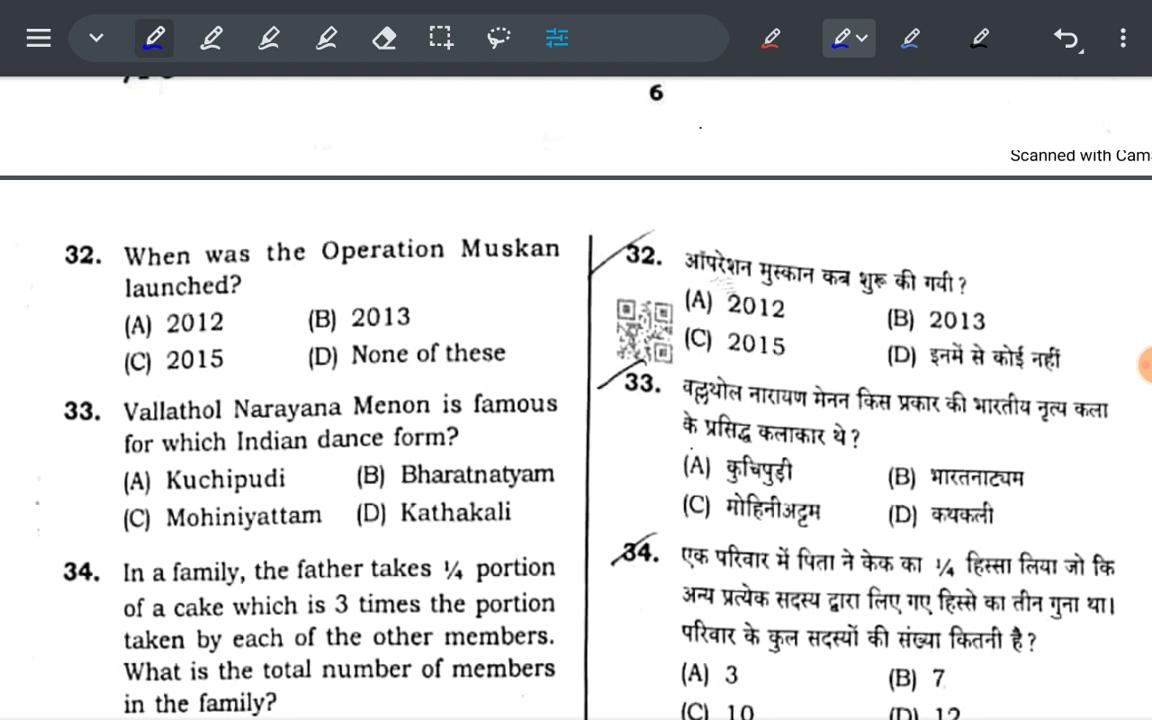 6
Scanned with Cam
32. When was the Operation Muskan
launched?
(A) 2012 (B) 2013
(C) 2015 (D) None of these
33. Vallathol Narayana Menon is famous
for which Indian dance form?
(A) Kuchipudi (B) Bharatnatyam
(C) Mohiniyattam (D) Kathakali
34. In a family, the father takes ¼ portion
of a cake which is 3 times the portion
taken by each of the other members.
What is the total number of members
in the family?
32. ऑपरेशन मुस्कान कब शुरू की गयी ?
(A) 2012 (B) 2013
(C) 2015 (D) इनमें से कोई नहीं
33. वल्लथोल नारायण मेनन किस प्रकार की भारतीय नृत्य कला
के प्रसिद्ध कलाकार थे ?
(A) कुचिपुड़ी (B) भारतनाट्यम
(C) मोहिनीअट्टम (D) कथकली
34. एक परिवार में पिता ने केक का ¼ हिस्सा लिया जो कि
अन्य प्रत्येक सदस्य द्वारा लिए गए हिस्से का तीन गुना था।
परिवार के कुल सदस्यों की संख्या कितनी है ?
(A) 3 (B) 7
(C) 10 (D) 12